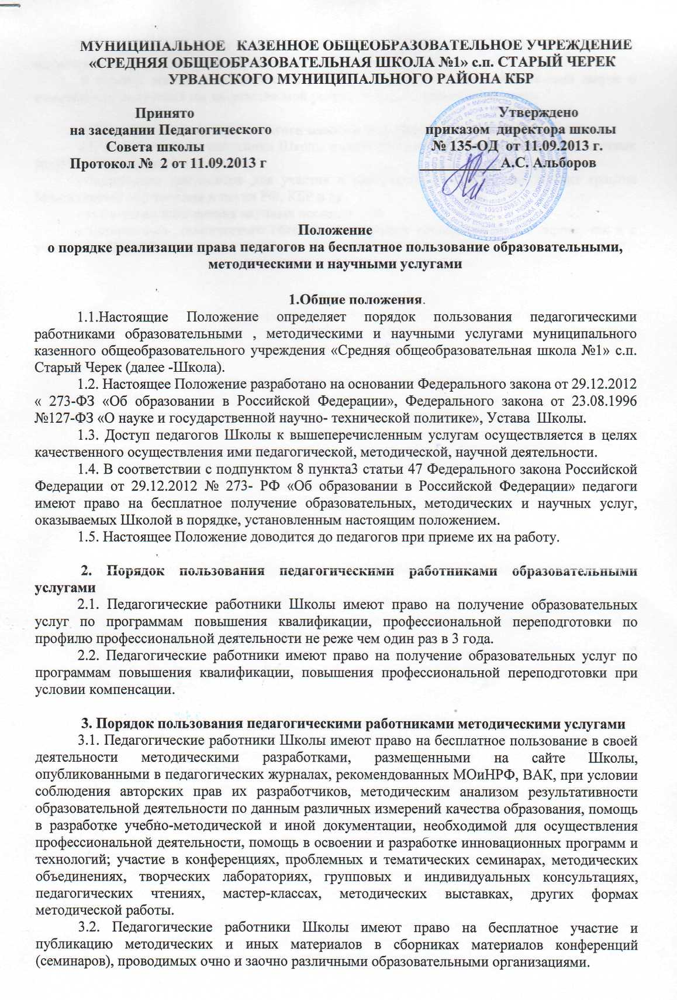 МУНИЦИПАЛЬНОЕ КАЗЕННОЕ ОБЩЕОБРАЗОВАТЕЛЬНОЕ УЧРЕЖДЕНИЕ
«СРЕДНЯЯ ОБЩЕОБРАЗОВАТЕЛЬНАЯ ШКОЛА №1» с.п. СТАРЫЙ ЧЕРЕК
УРВАНСКОГО МУНИЦИПАЛЬНОГО РАЙОНА КБР
Принято
на заседании Педагогического
Совета школы
Протокол № 2 от 11.09.2013 г
Утверждено
приказом директора школы
№ 135-ОД от 11.09.2013 г.
___________ А.С. Альборов
Положение
о порядке реализации права педагогов на бесплатное пользование образовательными,
методическими и научными услугами
1.Общие положения.
1.1.Настоящие Положение определяет порядок пользования педагогическими
работниками образовательными , методическими и научными услугами муниципального
казенного общеобразовательного учреждения «Средняя общеобразовательная школа №1» с.п.
Старый Черек (далее -Школа).
1.2. Настоящее Положение разработано на основании Федерального закона от 29.12.2012
« 273-ФЗ «Об образовании в Российской Федерации», Федерального закона от 23.08.1996
№127-ФЗ «О науке и государственной научно- технической политике», Устава Школы.
1.3. Доступ педагогов Школы к вышеперечисленным услугам осуществляется в целях
качественного осуществления ими педагогической, методической, научной деятельности.
1.4. В соответствии с подпунктом 8 пункта3 статьи 47 Федерального закона Российской
Федерации от 29.12.2012 № 273- РФ «Об образовании в Российской Федерации» педагоги
имеют право на бесплатное получение образовательных, методических и научных услуг,
оказываемых Школой в порядке, установленным настоящим положением.
1.5. Настоящее Положение доводится до педагогов при приеме их на работу.
2. Порядок пользования педагогическими работниками образовательными
услугами
2.1. Педагогические работники Школы имеют право на получение образовательных
услуг по программам повышения квалификации, профессиональной переподготовки по
профилю профессиональной деятельности не реже чем один раз в 3 года.
2.2. Педагогические работники имеют право на получение образовательных услуг по
программам повышения квалификации, повышения профессиональной переподготовки при
условии компенсации.
3. Порядок пользования педагогическими работниками методическими услугами
3.1. Педагогические работники Школы имеют право на бесплатное пользование в своей
деятельности методическими разработками, размещенными на сайте Школы,
опубликованными в педагогических журналах, рекомендованных МОиНРФ, ВАК, при условии
соблюдения авторских прав их разработчиков, методическим анализом результативности
образовательной деятельности по данным различных измерений качества образования, помощь
в разработке учебно-методической и иной документации, необходимой для осуществления
профессиональной деятельности, помощь в освоении и разработке инновационных программ и
технологий; участие в конференциях, проблемных и тематических семинарах, методических
объединениях, творческих лабораториях, групповых и индивидуальных консультациях,
педагогических чтениях, мастер-классах, методических выставках, других формах
методической работы.
3.2. Педагогические работники Школы имеют право на бесплатное участие и
публикацию методических и иных материалов в сборниках материалов конференций
(семинаров), проводимых очно и заочно различными образовательными организациями.